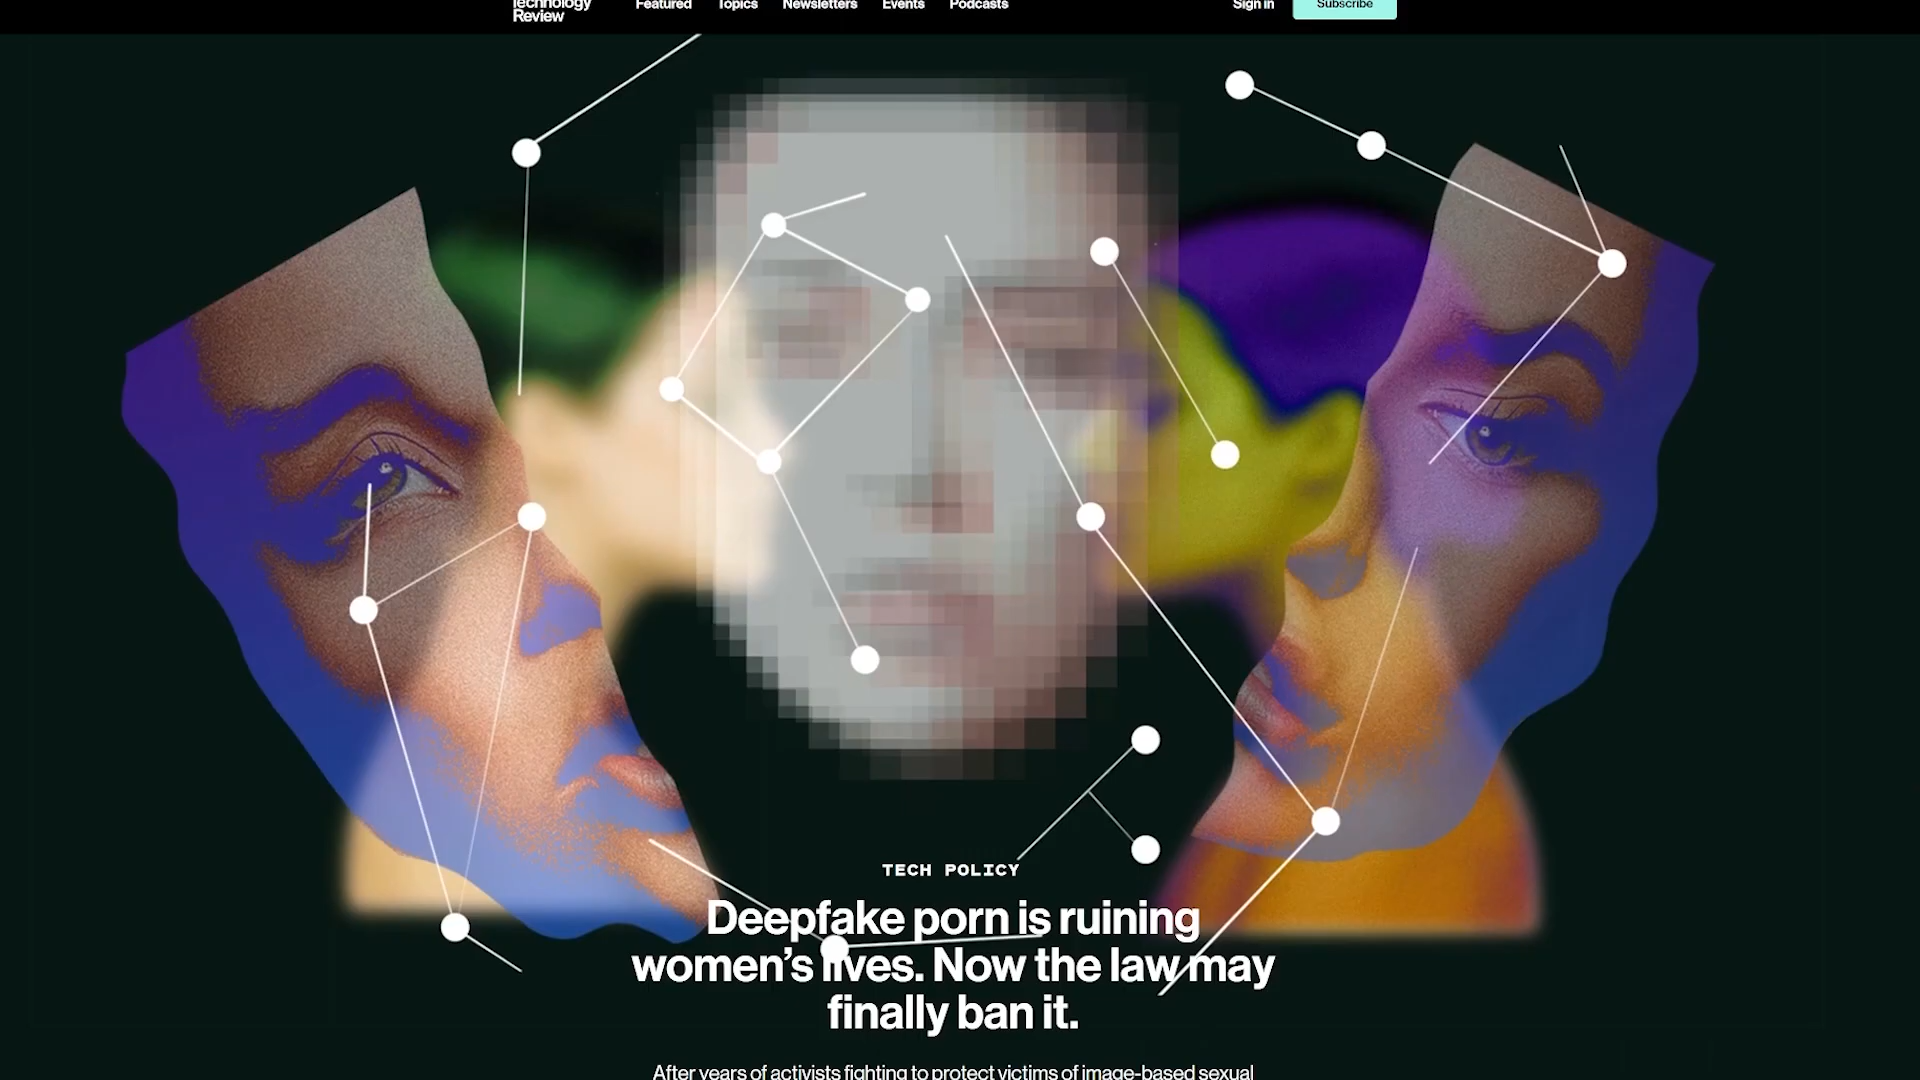 Technology
Review
Featured Topics Newsletters Events Podcasts Sign in Subscribe
TECH POLICY
Deepfake porn is ruining
women’s lives. Now the law may
finally ban it.
After years of activists fighting to protect victims of image-based sexual